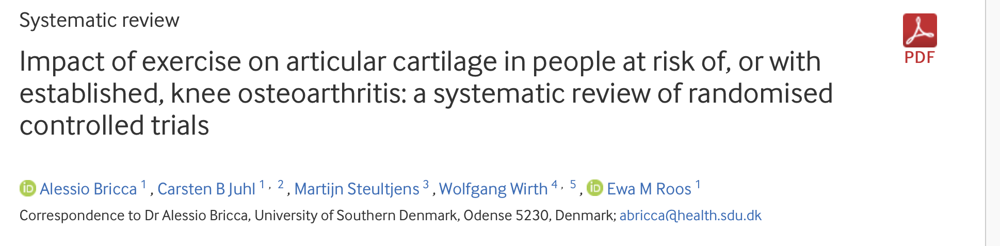 Systematic review
PDF
Impact of exercise on articular cartilage in people at risk of, or with
established, knee osteoarthritis: a systematic review of randomised
controlled trials
iD Alessio Bricca 1, Carsten B Juhl 1, 2, Martijn Steultjens 3, Wolfgang Wirth 4, 5, iD Ewa M Roos 1
Correspondence to Dr Alessio Bricca, University of Southern Denmark, Odense 5230, Denmark; abricca@health.sdu.dk